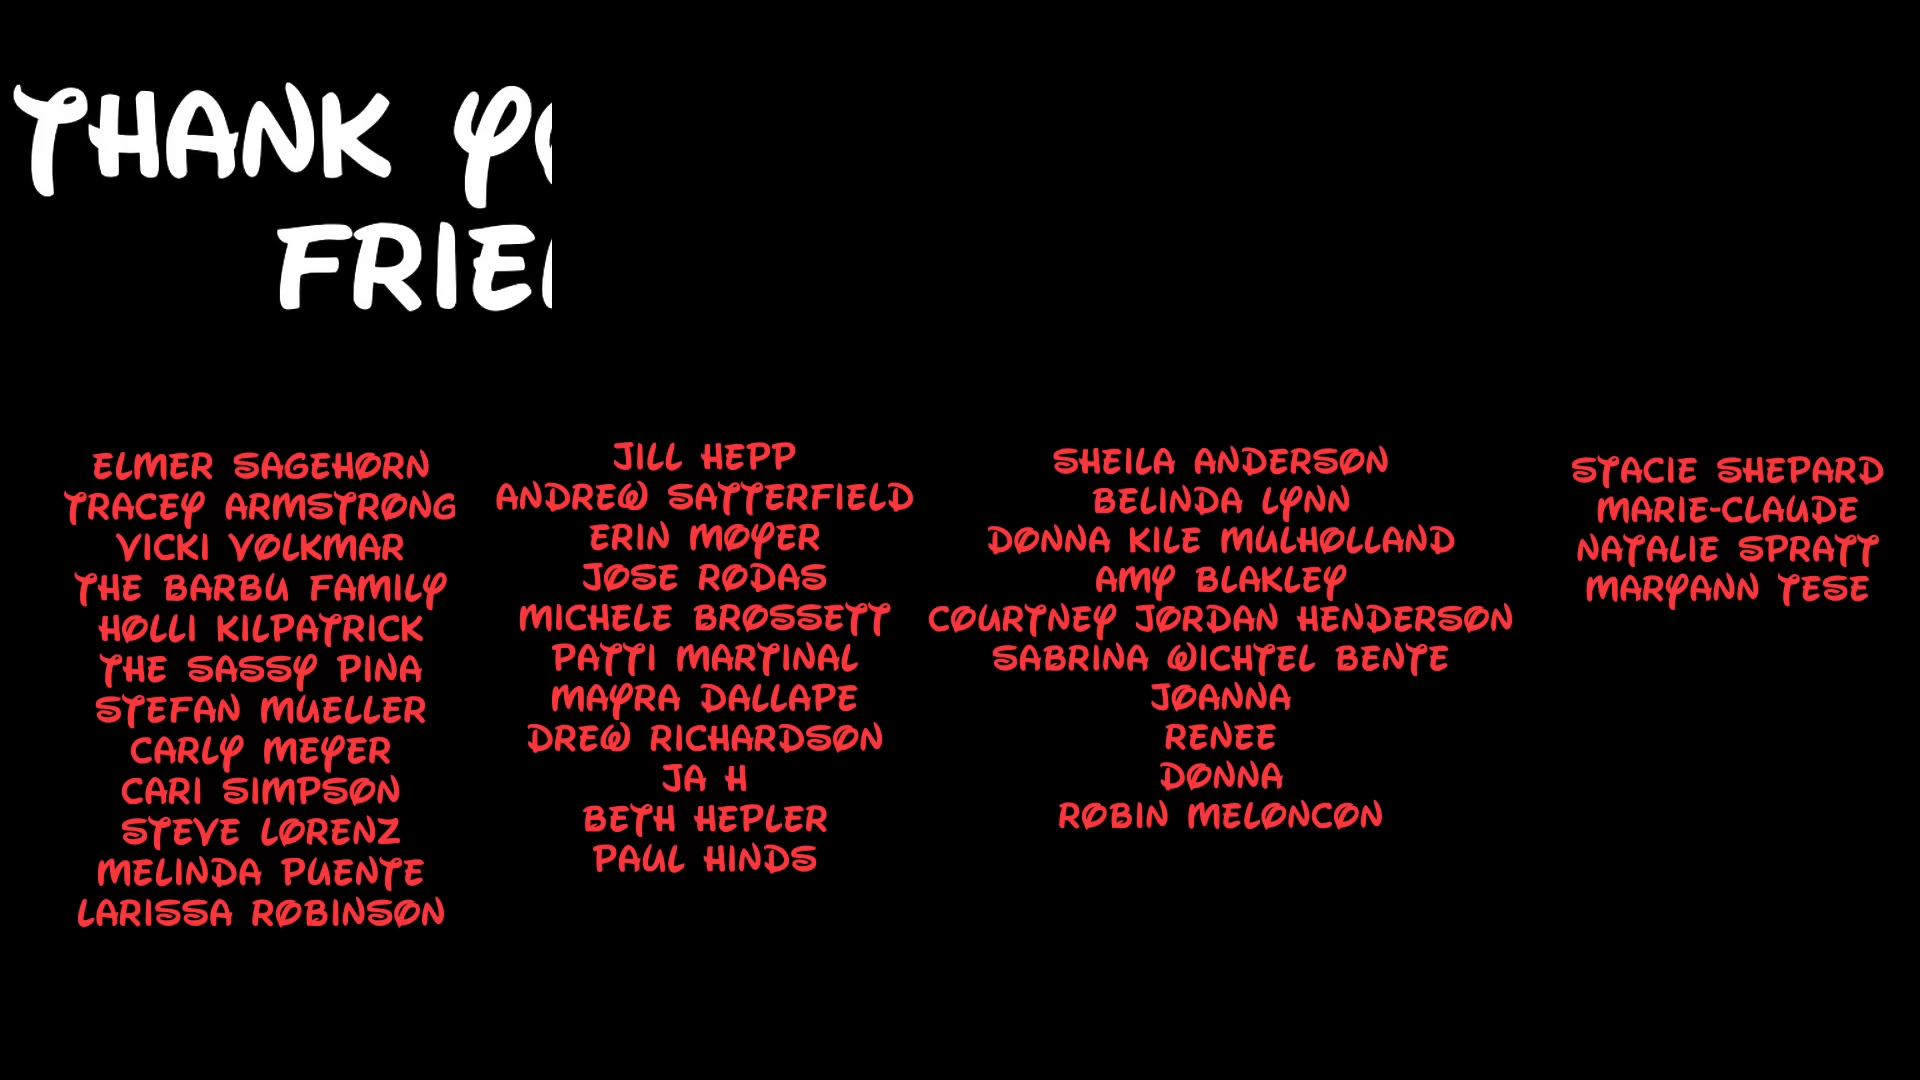 THANK YO
FRIE
ELMER SAGEHORN
TRACEY ARMSTRONG
VICKI VOLKMAR
THE BARBU FAMILY
HOLLI KILPATRICK
THE SASSY PINA
STEFAN MUELLER
CARLY MEYER
CARI SIMPSON
STEVE LORENZ
MELINDA PUENTE
LARISSA ROBINSON
JILL HEPP
ANDREW SATTERFIELD
ERIN MOYER
JOSE RODAS
MICHELE BROSSETT
PATTI MARTINAL
MAYRA DALLAPE
DREW RICHARDSON
JA H
BETH HEPLER
PAUL HINDS
SHEILA ANDERSON
BELINDA LYNN
DONNA KILE MULHOLLAND
AMY BLAKLEY
COURTNEY JORDAN HENDERSON
SABRINA WICHTEL BENTE
JOANNA
RENEE
DONNA
ROBIN MELONCON
STACIE SHEPARD
MARIE-CLAUDE
NATALIE SPRATT
MARYANN TESE